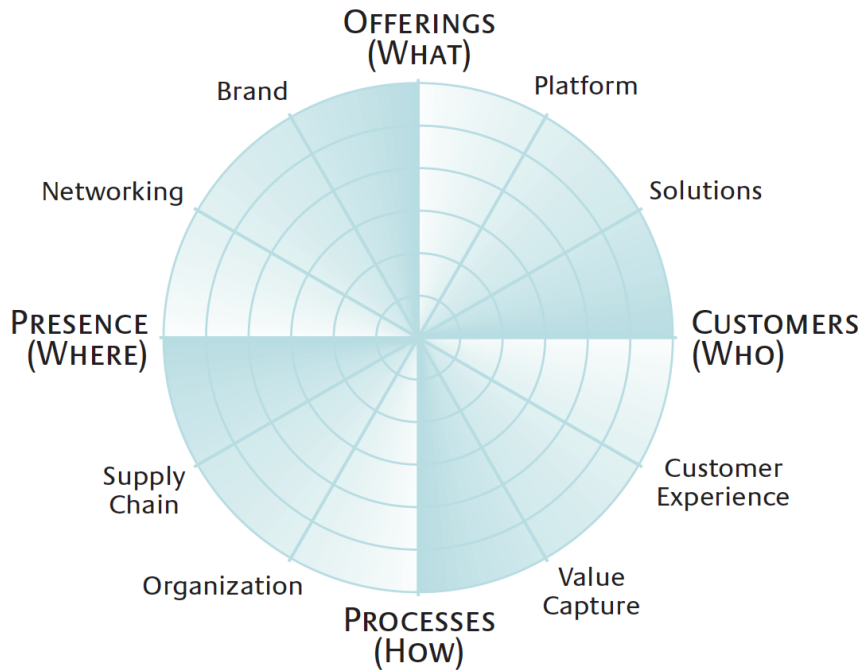 OFFERINGS
(WHAT)
Brand
Platform
Networking
Solutions
PRESENCE
(WHERE)
CUSTOMERS
(WHO)
Supply
Chain
Customer
Experience
Organization
Value
Capture
PROCESSES
(HOW)